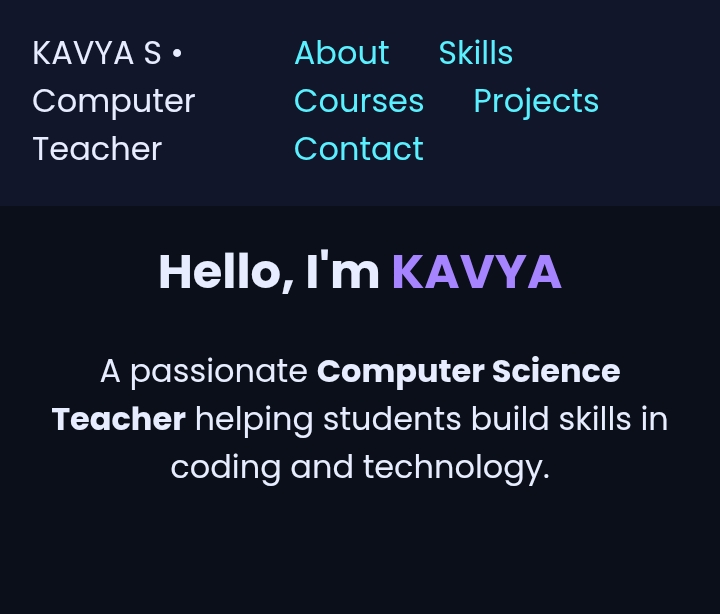 KAVYA S •
Computer
Teacher
About Skills
Courses Projects
Contact
Hello, I'm KAVYA
A passionate Computer Science
Teacher helping students build skills in
coding and technology.